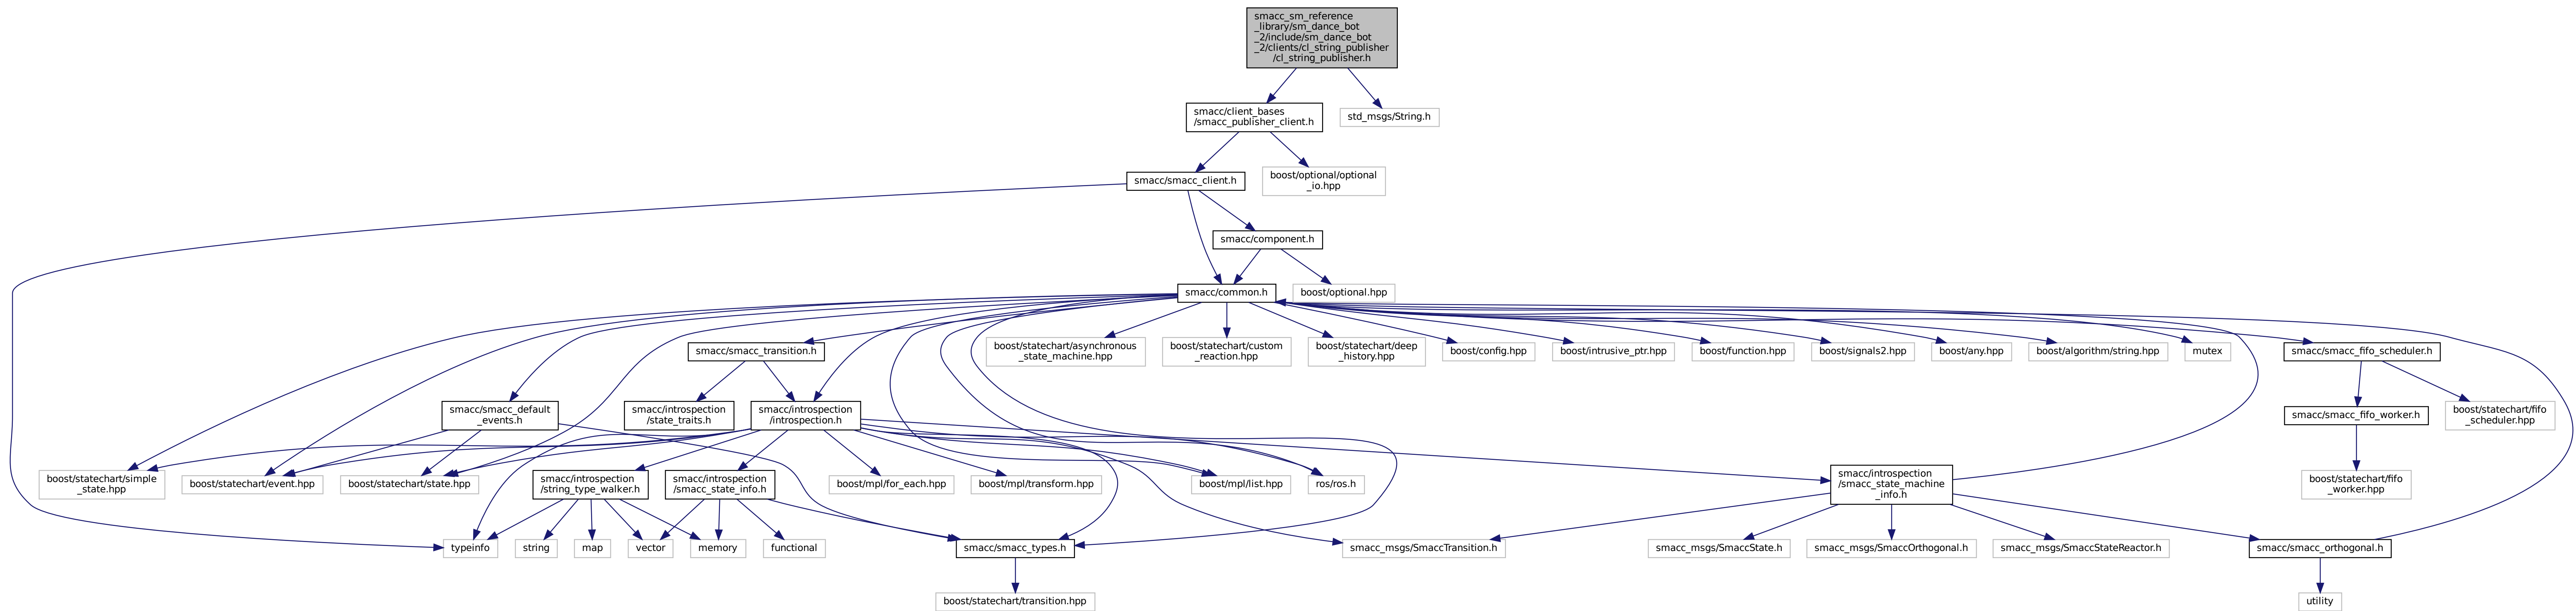 smacc_sm_reference
_library/sm_dance_bot
_2/include/sm_dance_bot
_2/clients/cl_string_publisher
/cl_string_publisher.h
smacc/client_bases
/smacc_publisher_client.h
std_msgs/String.h
smacc/smacc_client.h
boost/optional/optional
_io.hpp
smacc/component.h
smacc/common.h
boost/optional.hpp
smacc/smacc_transition.h
boost/statechart/asynchronous
_state_machine.hpp
boost/statechart/custom
_reaction.hpp
boost/statechart/deep
_history.hpp
boost/config.hpp
boost/intrusive_ptr.hpp
boost/function.hpp
boost/signals2.hpp
boost/any.hpp
boost/algorithm/string.hpp
mutex
smacc/smacc_fifo_scheduler.h
smacc/smacc_default
_events.h
smacc/introspection
/state_traits.h
smacc/introspection
/introspection.h
smacc/smacc_fifo_worker.h
boost/statechart/fifo
_scheduler.hpp
boost/statechart/simple
_state.hpp
boost/statechart/event.hpp
boost/statechart/state.hpp
smacc/introspection
/string_type_walker.h
smacc/introspection
/smacc_state_info.h
boost/mpl/for_each.hpp
boost/mpl/transform.hpp
boost/mpl/list.hpp
ros/ros.h
smacc/introspection
/smacc_state_machine
_info.h
boost/statechart/fifo
_worker.hpp
typeinfo
string
map
vector
memory
functional
smacc/smacc_types.h
smacc_msgs/SmaccTransition.h
smacc_msgs/SmaccState.h
smacc_msgs/SmaccOrthogonal.h
smacc_msgs/SmaccStateReactor.h
smacc/smacc_orthogonal.h
boost/statechart/transition.hpp
utility